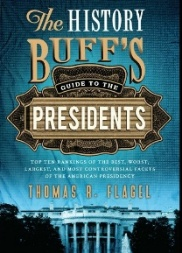 The HISTORY
BUFF'S
GUIDE TO THE
PRESIDENTS
TOP TEN RANKINGS OF THE BEST, WORST,
LARGEST, AND MOST CONTROVERSIAL FACETS
OF THE AMERICAN PRESIDENCY
THOMAS R. FLAGEL